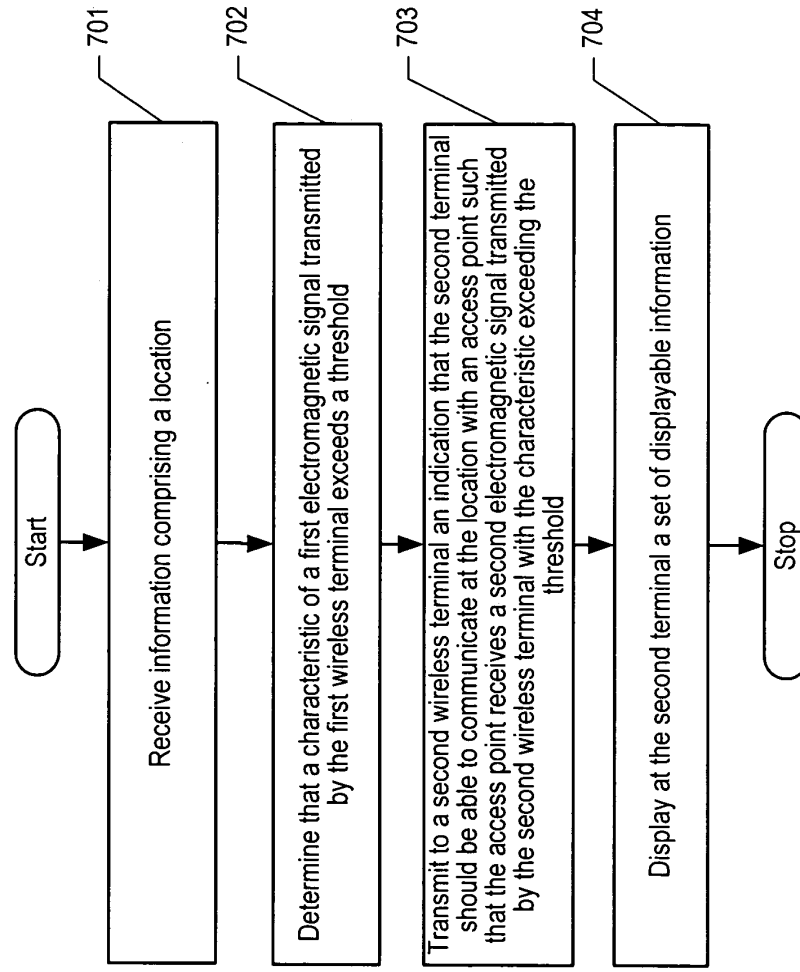 Start
701
Receive information comprising a location
702
Determine that a characteristic of a first electromagnetic signal transmitted
by the first wireless terminal exceeds a threshold
703
Transmit to a second wireless terminal an indication that the second terminal
should be able to communicate at the location with an access point such
that the access point receives a second electromagnetic signal transmitted
by the second wireless terminal with the characteristic exceeding the
threshold
704
Display at the second terminal a set of displayable information
Stop